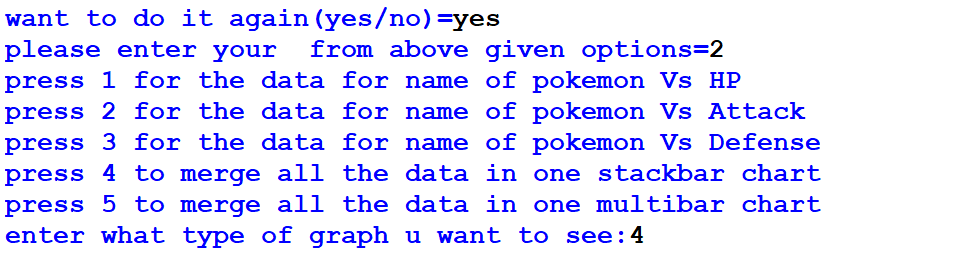 want to do it again(yes/no)=yes
please enter your  from above given options=2
press 1 for the data for name of pokemon Vs HP
press 2 for the data for name of pokemon Vs Attack
press 3 for the data for name of pokemon Vs Defense
press 4 to merge all the data in one stackbar chart
press 5 to merge all the data in one multibar chart
enter what type of graph u want to see:4